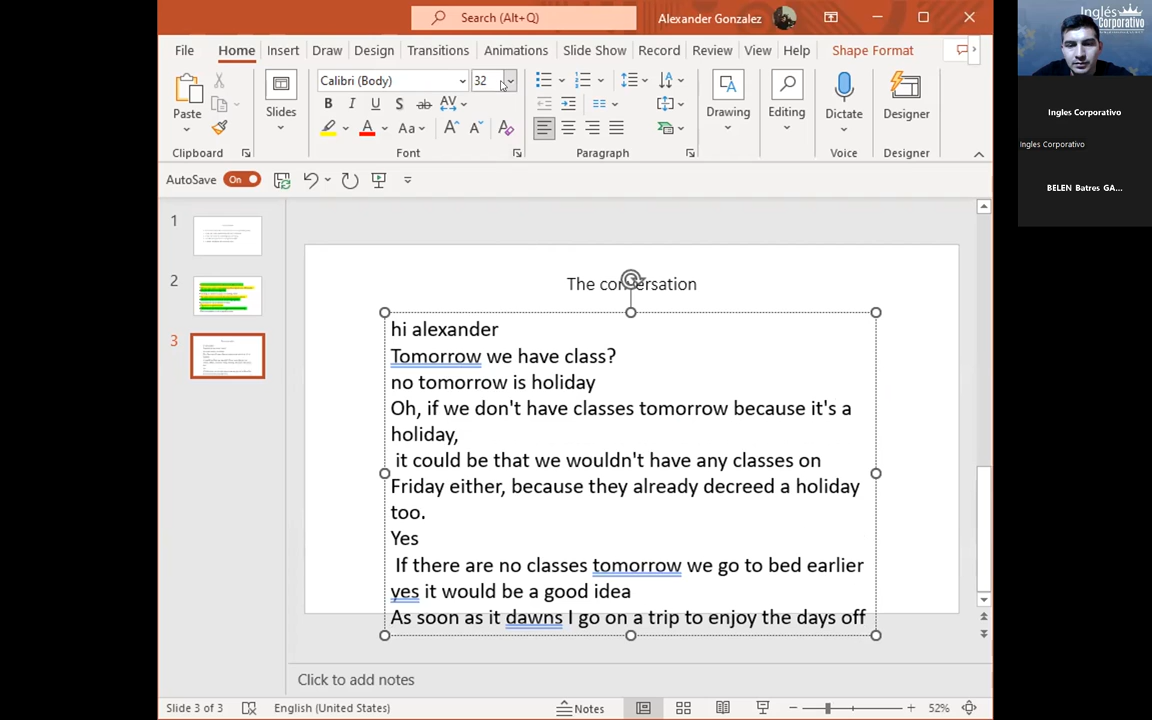 Search (Alt+Q)
Alexander Gonzalez
File Home Insert Draw Design Transitions Animations Slide Show Record Review View Help Shape Format
Calibri (Body) 32
Paste
Slides
Drawing
Editing
Dictate
Designer
Clipboard Font Paragraph Voice Designer
AutoSave On
1
2
3
The conversation
hi alexander
Tomorrow we have class?
no tomorrow is holiday
Oh, if we don't have classes tomorrow because it's a
holiday,
it could be that we wouldn't have any classes on
Friday either, because they already decreed a holiday
too.
Yes
If there are no classes tomorrow we go to bed earlier
yes it would be a good idea
As soon as it dawns I go on a trip to enjoy the days off
Click to add notes
Slide 3 of 3 English (United States) Notes 52%
Inglés
Corporativo
Ingles Corporativo
Ingles Corporativo
BELEN Batres GA...